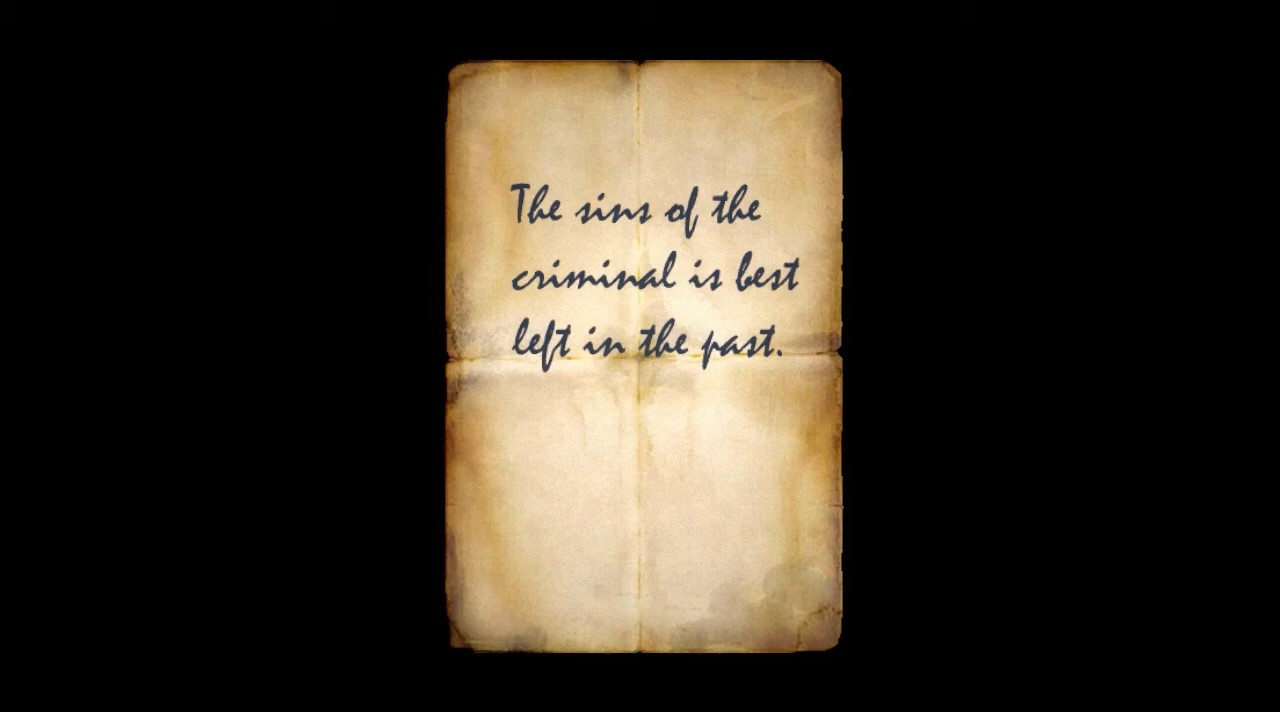 The sins of the
criminal is best
left in the past.